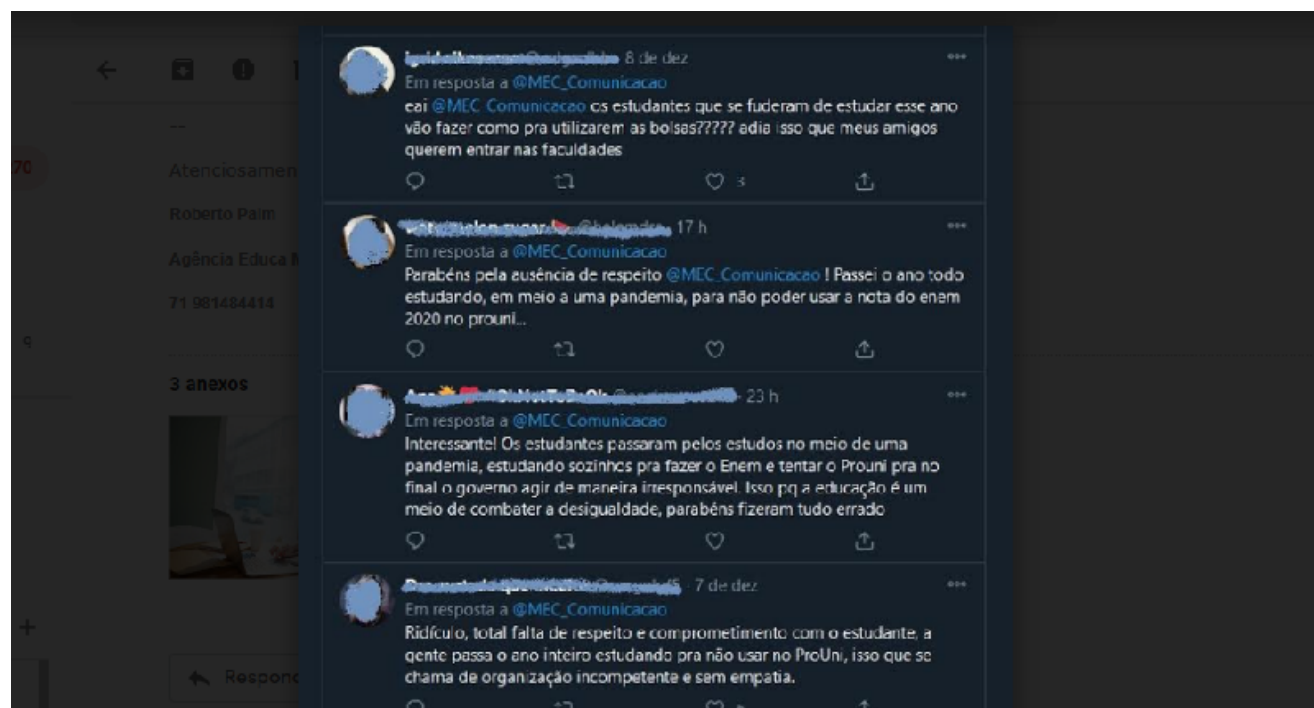 8 de dez
Em resposta a @MEC_Comunicacao
eai @MEC_Comunicacao os estudantes que se fuderam de estudar esse ano
vão fazer como pra utilizarem as bolsas????? adia isso que meus amigos
querem entrar nas faculdades
3
17 h
Em resposta a @MEC_Comunicacao
Parabéns pela ausência de respeito @MEC_Comunicacao ! Passei o ano todo
estudando, em meio a uma pandemia, para não poder usar a nota do enem
2020 no prouni...
23 h
Em resposta a @MEC_Comunicacao
Interessante! Os estudantes passaram pelos estudos no meio de uma
pandemia, estudando sozinhos pra fazer o Enem e tentar o Prouni pra no
final o governo agir de maneira irresponsável. Isso pq a educação é um
meio de combater a desigualdade, parabéns fizeram tudo errado
7 de dez
Em resposta a @MEC_Comunicacao
Ridículo, total falta de respeito e comprometimento com o estudante, a
gente passa o ano inteiro estudando pra não usar no ProUni, isso que se
chama de organização incompetente e sem empatia.
70
9
Atenciosamen
Roberto Palm
Agência Educa M
71 981484414
3 anexos
Respond